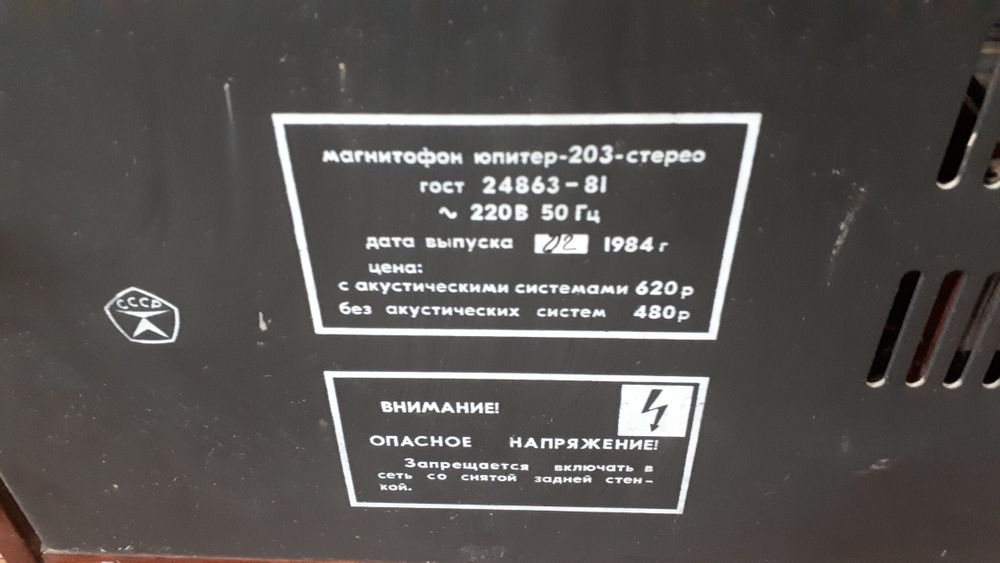 магнитофон юпитер-203-стерео
гост 24863-81
~ 220В 50 Гц
дата выпуска 02 1984 г
цена:
с акустическими системами 620 р
без акустических систем 480 р
СССР
ВНИМАНИЕ!
ОПАСНОЕ НАПРЯЖЕНИЕ!
Запрещается включать в
сеть со снятой задней стен-
кой.